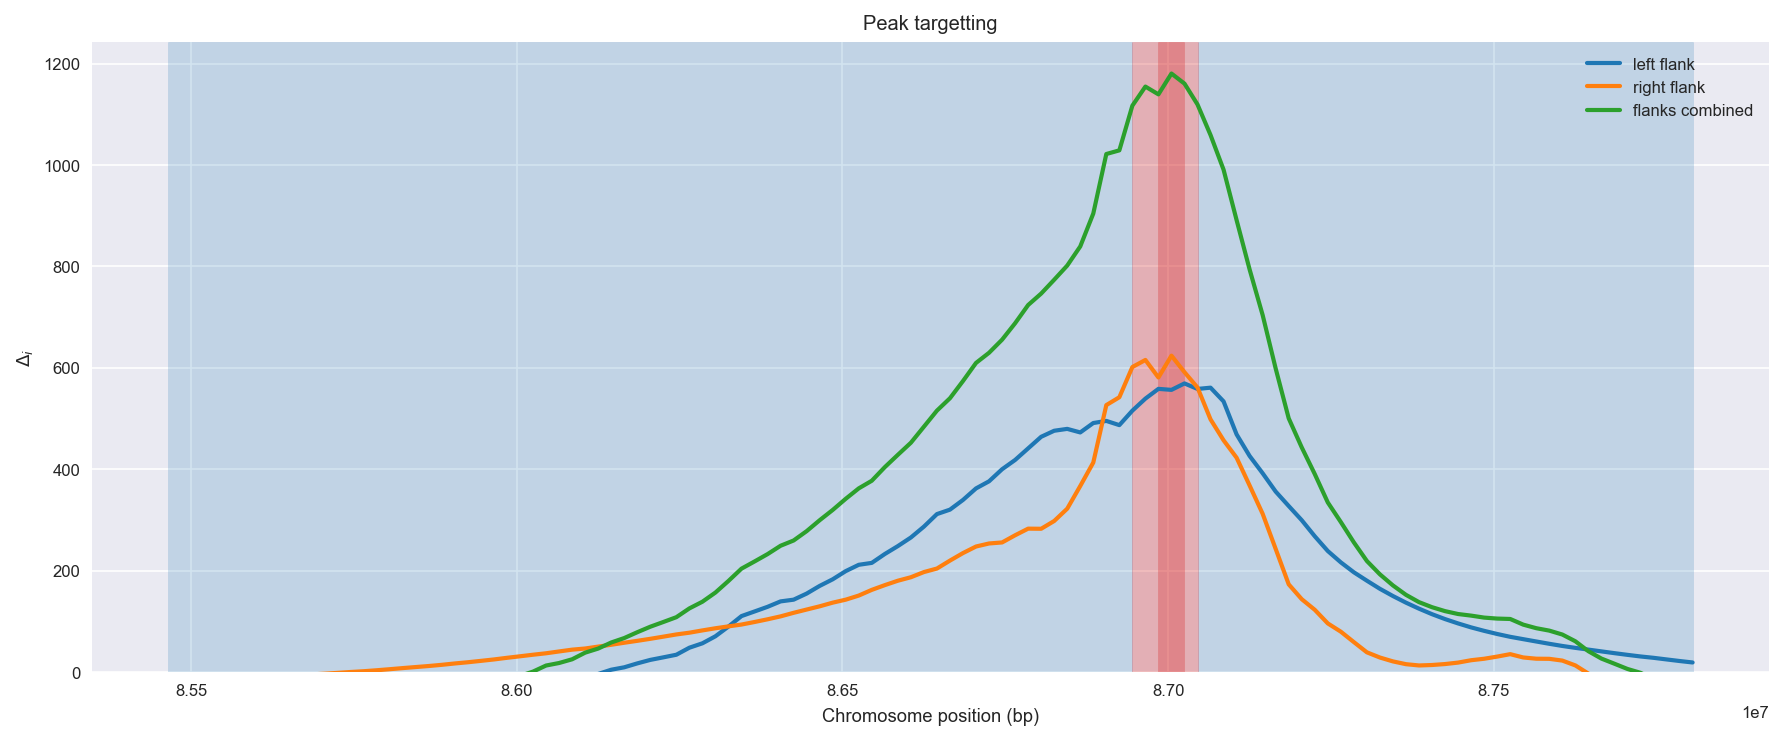 Peak targetting
1200
1000
800
600
400
200
0
Δi
left flank
right flank
flanks combined
8.55
8.60
8.65
8.70
8.75
1e7
Chromosome position (bp)